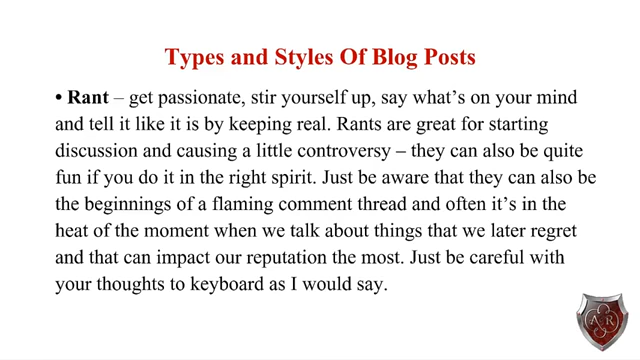 Types and Styles Of Blog Posts
• Rant – get passionate, stir yourself up, say what's on your mind
and tell it like it is by keeping real. Rants are great for starting
discussion and causing a little controversy – they can also be quite
fun if you do it in the right spirit. Just be aware that they can also be
the beginnings of a flaming comment thread and often it's in the
heat of the moment when we talk about things that we later regret
and that can impact our reputation the most. Just be careful with
your thoughts to keyboard as I would say.
A R